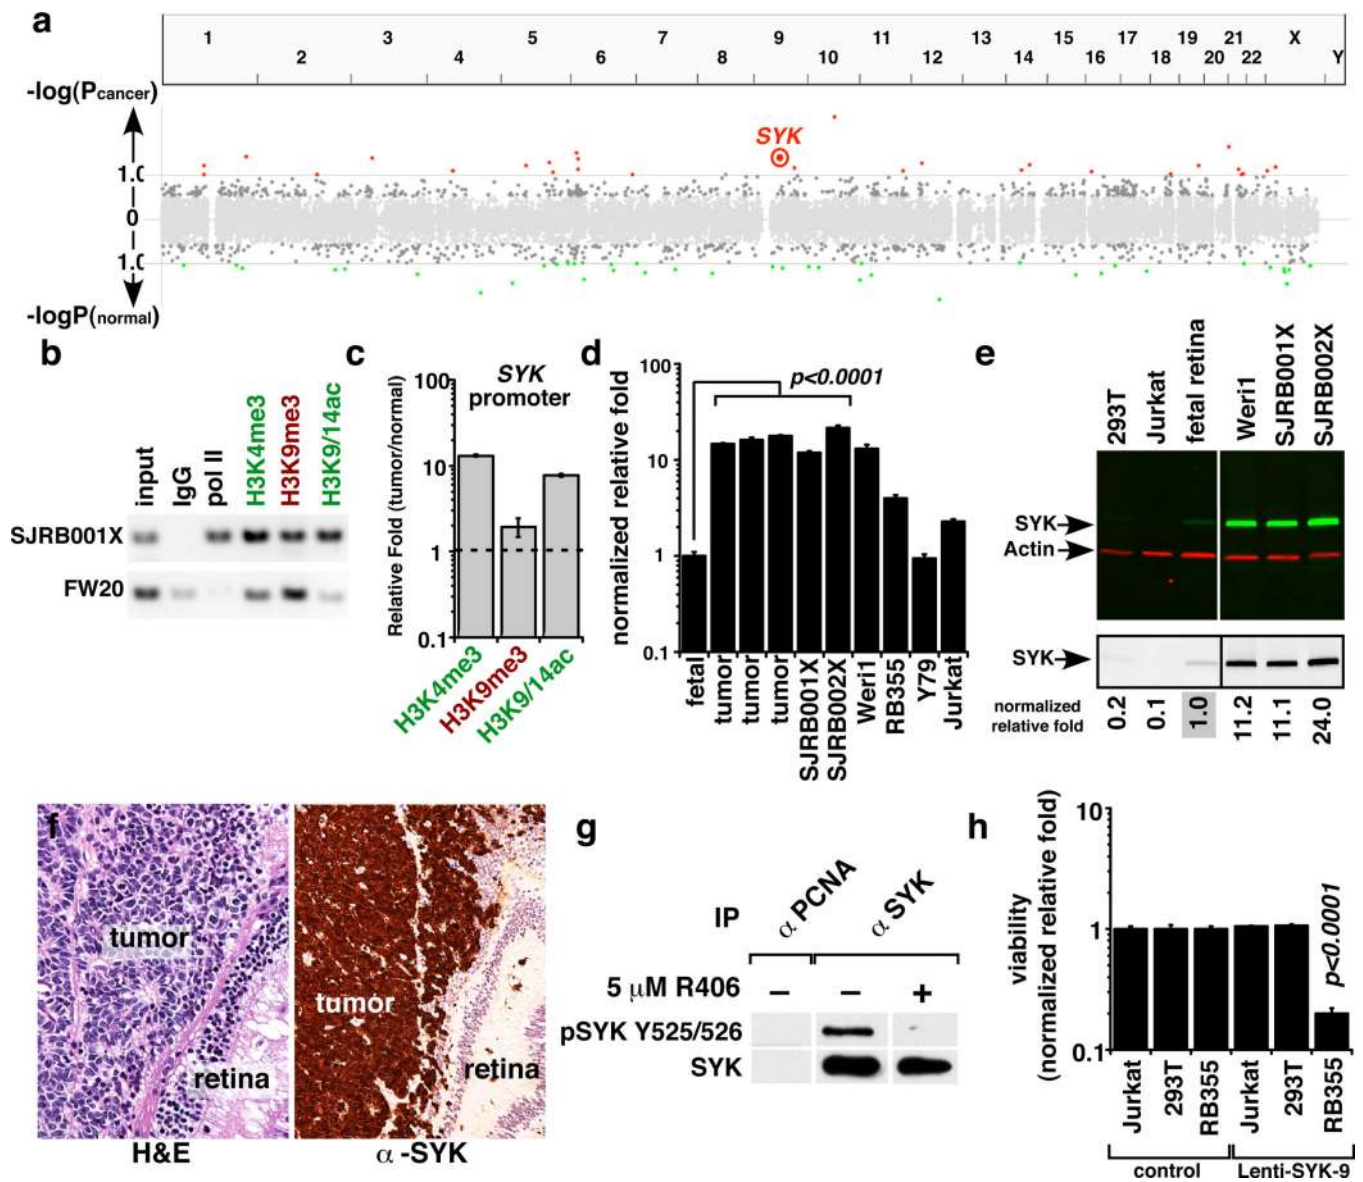 a
1 3 5 7 9 11 13 15 17 19 21 X
2 4 6 8 10 12 14 16 18 20 22 Y
-log(Pcancer)
SYK
1.0
0
1.0
-logP(normal)
b
input
IgG
pol II
H3K4me3
H3K9me3
H3K9/14ac
SJRB001X
FW20
c
SYK
promoter
Relative Fold (tumor/normal)
100
10
1
0.1
H3K4me3
H3K9me3
H3K9/14ac
d
p<0.0001
normalized relative fold
100
10
1
0.1
fetal
tumor
tumor
tumor
SJRB001X
SJRB002X
Weri1
RB355
Y79
Jurkat
e
293T
Jurkat
fetal retina
Weri1
SJRB001X
SJRB002X
SYK
Actin
SYK
normalized
relative fold
0.2
0.1
1.0
11.2
11.1
24.0
f
tumor
retina
H&E
tumor
retina
α -SYK
g
IP
α PCNA
α SYK
5 μM R406
– – +
pSYK Y525/526
SYK
h
viability
(normalized relative fold)
10
1
0.1
p<0.0001
Jurkat
293T
RB355
Jurkat
293T
RB355
control
Lenti-SYK-9